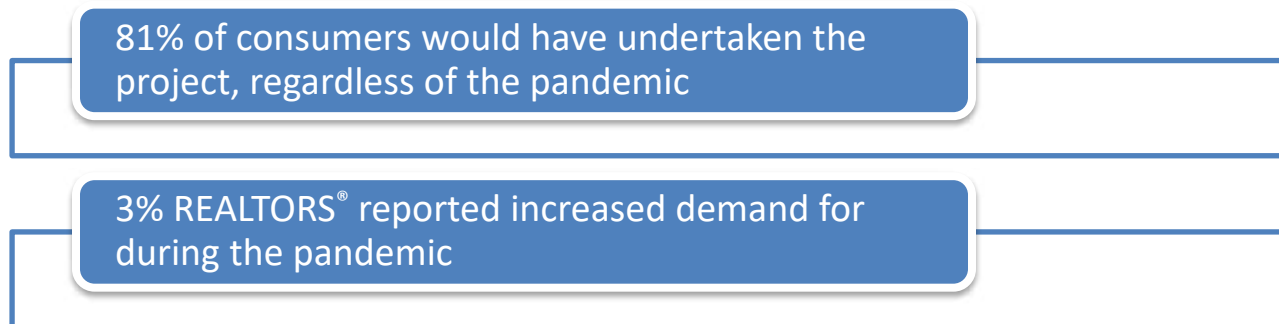 81% of consumers would have undertaken the
project, regardless of the pandemic
3% REALTORS® reported increased demand for
during the pandemic